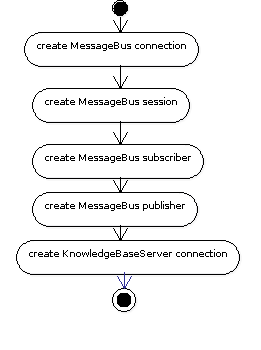 create MessageBus connection
create MessageBus session
create MessageBus subscriber
create MessageBus publisher
create KnowledgeBaseServer connection